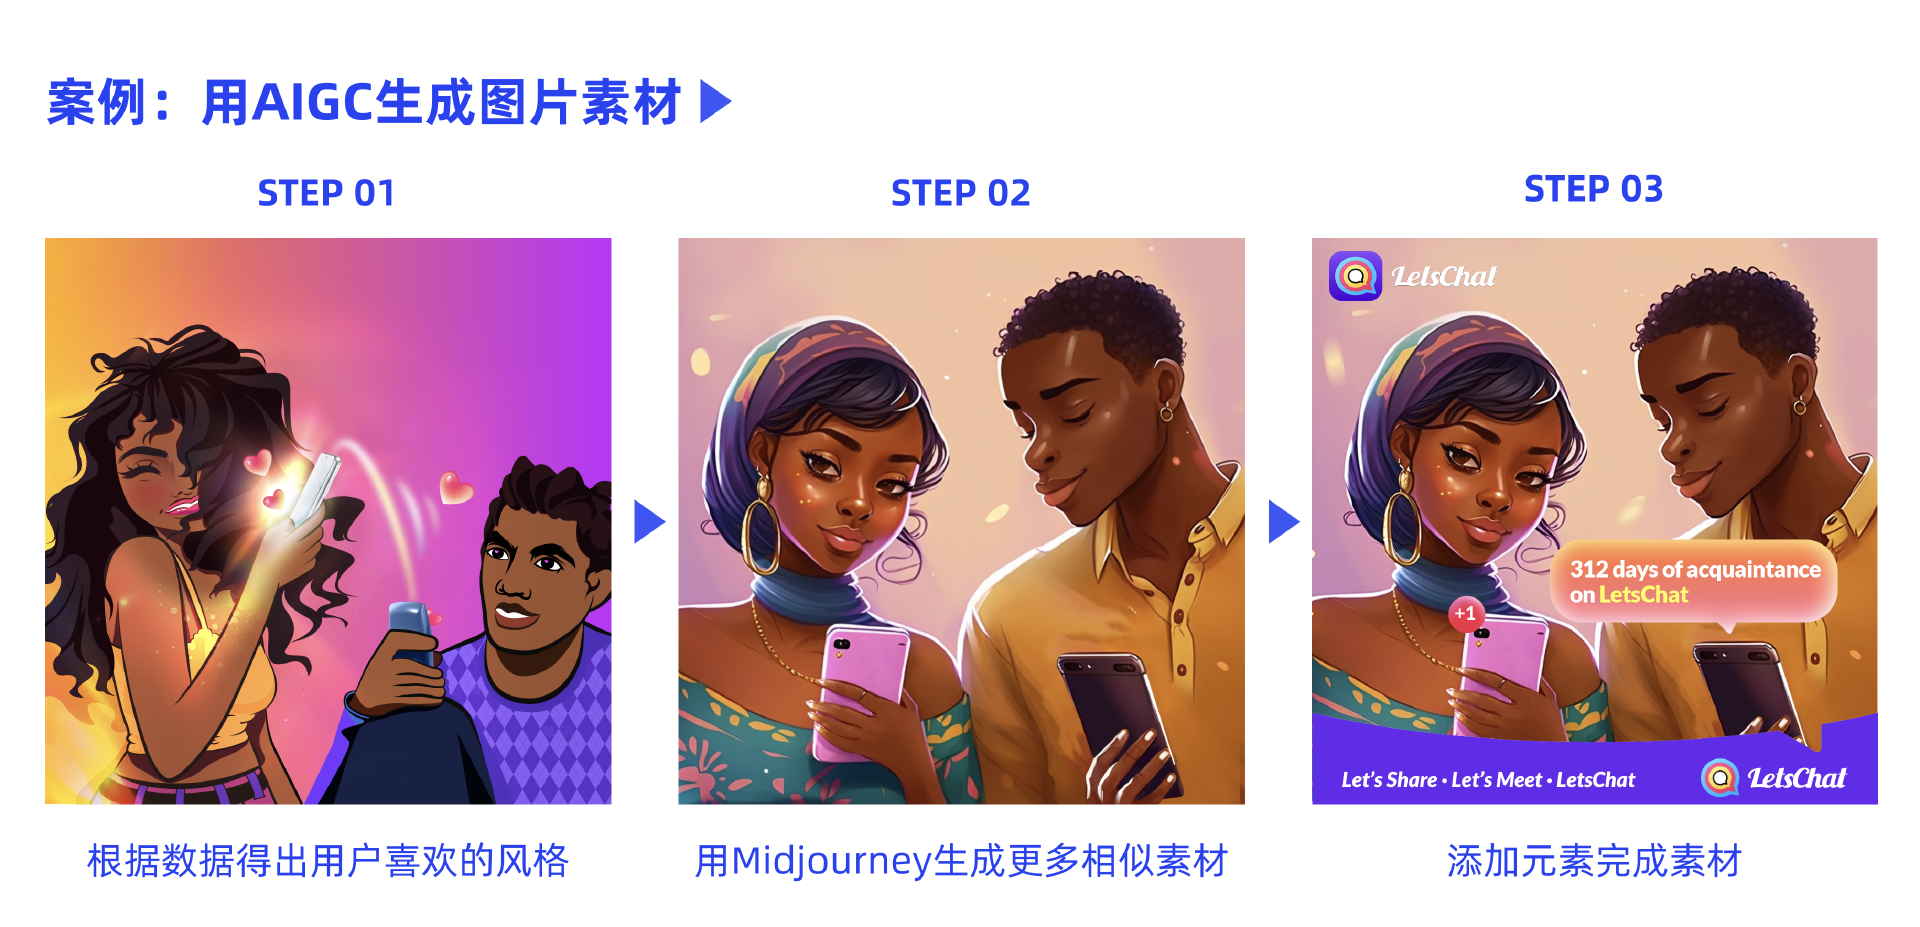 案例：用AIGC生成图片素材
STEP 01
STEP 02
STEP 03
LetsChat
312 days of acquaintance
on LetsChat
+1
Let's Share · Let's Meet · LetsChat
LetsChat
根据数据得出用户喜欢的风格
用Midjourney生成更多相似素材
添加元素完成素材